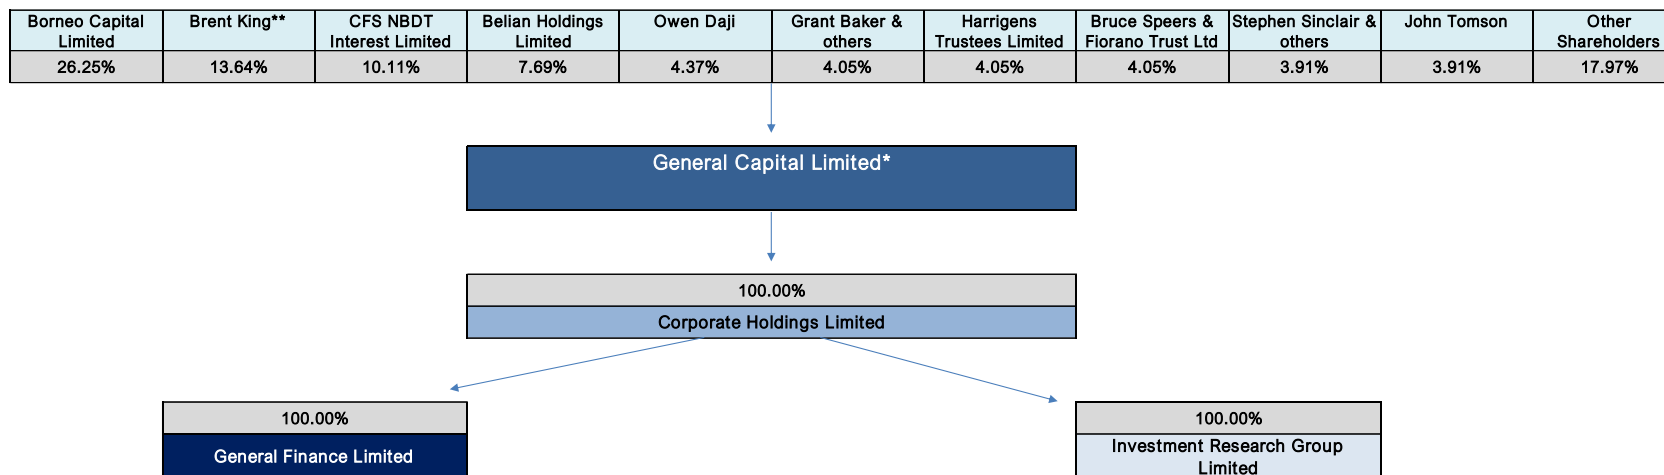 Borneo Capital Limited
Brent King**
CFS NBDT Interest Limited
Belian Holdings Limited
Owen Daji
Grant Baker & others
Harrigens Trustees Limited
Bruce Speers & Fiorano Trust Ltd
Stephen Sinclair & others
John Tomson
Other Shareholders
26.25%
13.64%
10.11%
7.69%
4.37%
4.05%
4.05%
4.05%
3.91%
3.91%
17.97%
General Capital Limited*
100.00%
Corporate Holdings Limited
100.00%
General Finance Limited
100.00%
Investment Research Group
Limited